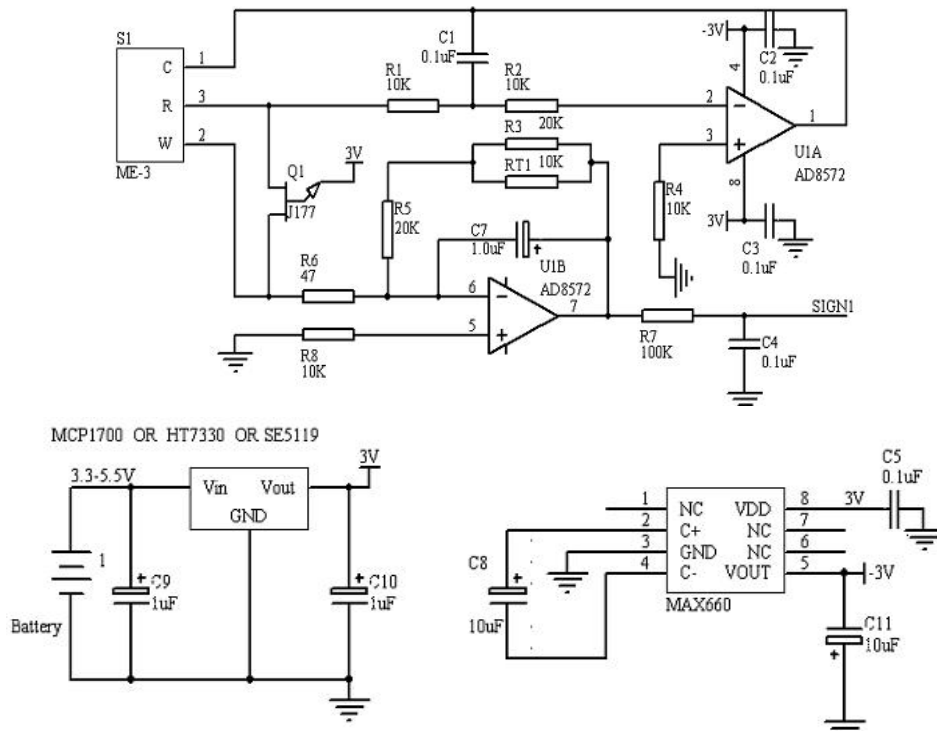 S1
C 1
R 3
W 2
ME-3
C1
0.1uF
R1
10K
R2
10K
20K
R3
10K
RT1
Q1
J177
3V
R5
20K
C7
1.0uF
+
R6
47
R8
10K
6
5
7
U1B
AD8572
-3V
C2
0.1uF
4
2
3
1
8
U1A
AD8572
R4
10K
3V
C3
0.1uF
R7
100K
SIGN1
C4
0.1uF
MCP1700 OR HT7330 OR SE5119
3.3-5.5V
Vin Vout
GND
3V
1
Battery
+ C9
1uF
+ C10
1uF
C8
+
10uF
1 NC VDD 8 3V
2 C+ NC 7
3 GND NC 6
4 C- VOUT 5 -3V
MAX660
C5
0.1uF
C11
10uF
+